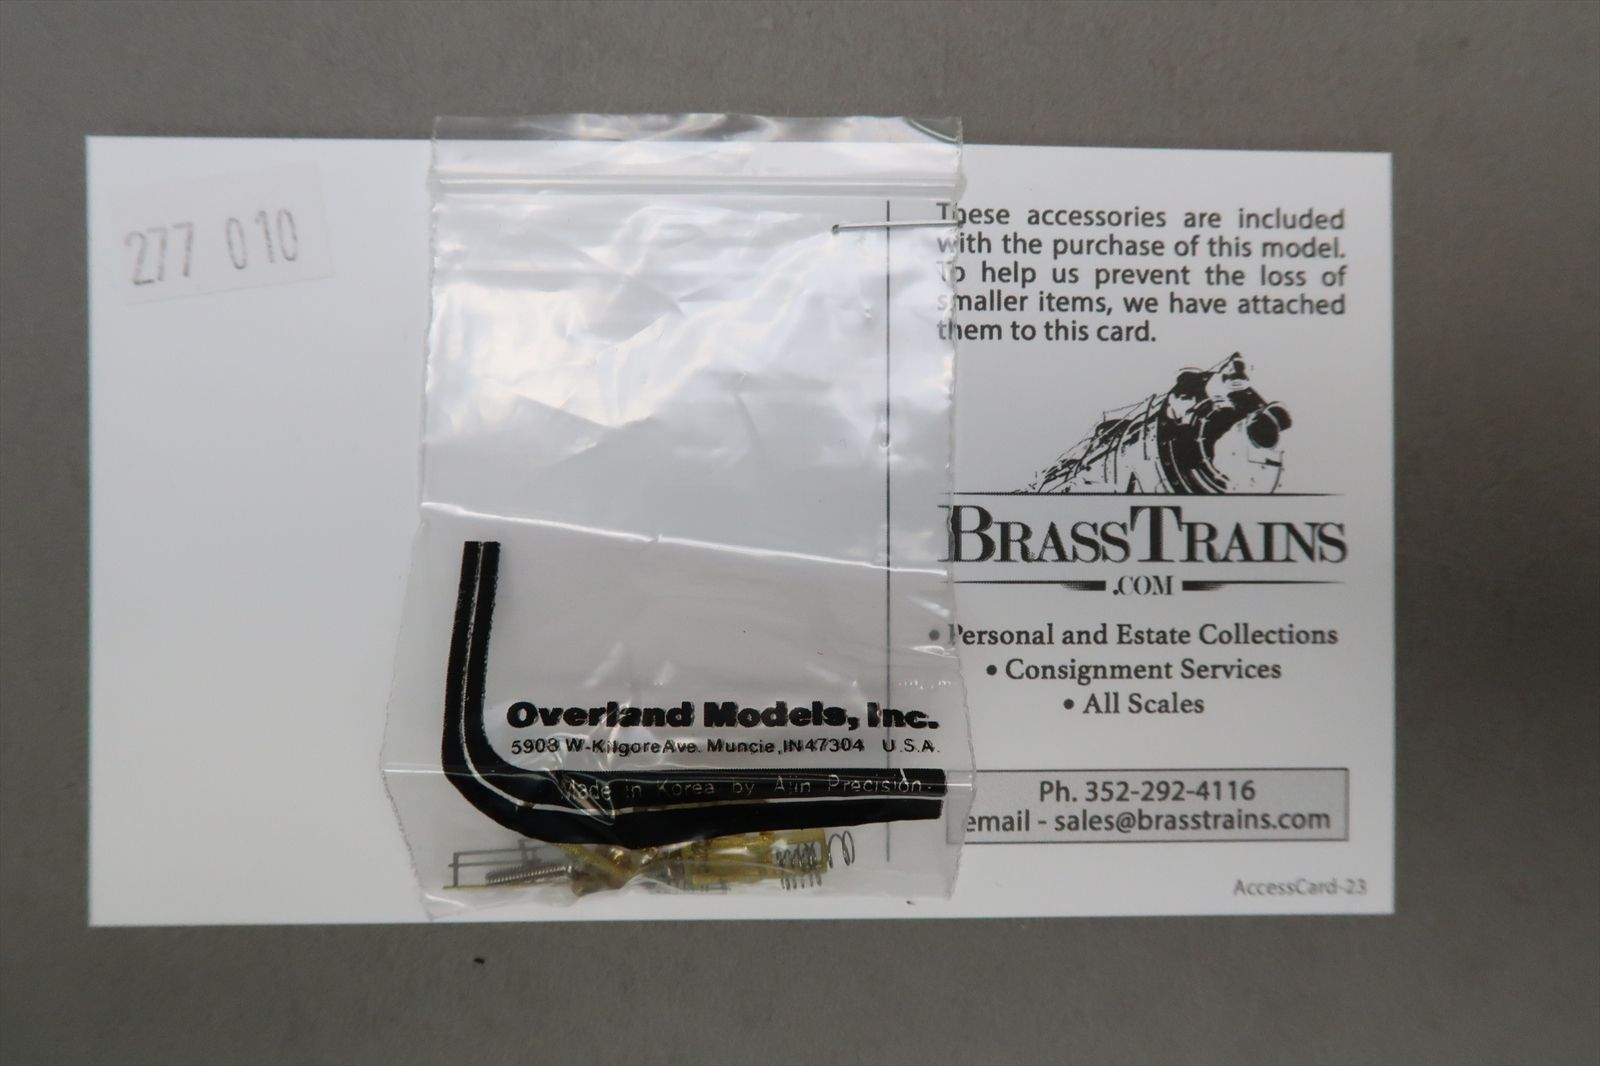 277 010
These accessories are included
with the purchase of this model.
To help us prevent the loss of
smaller items, we have attached
them to this card.
BRASSTRAINS
.COM
• Personal and Estate Collections
• Consignment Services
• All Scales
Ph. 352-292-4116
email - sales@brasstrains.com
AccessCard-23
Overland Models, Inc.
5908 W-Kilgore Ave. Muncie, IN 47304 U.S.A.
Made in Korea by Ajin Precision.